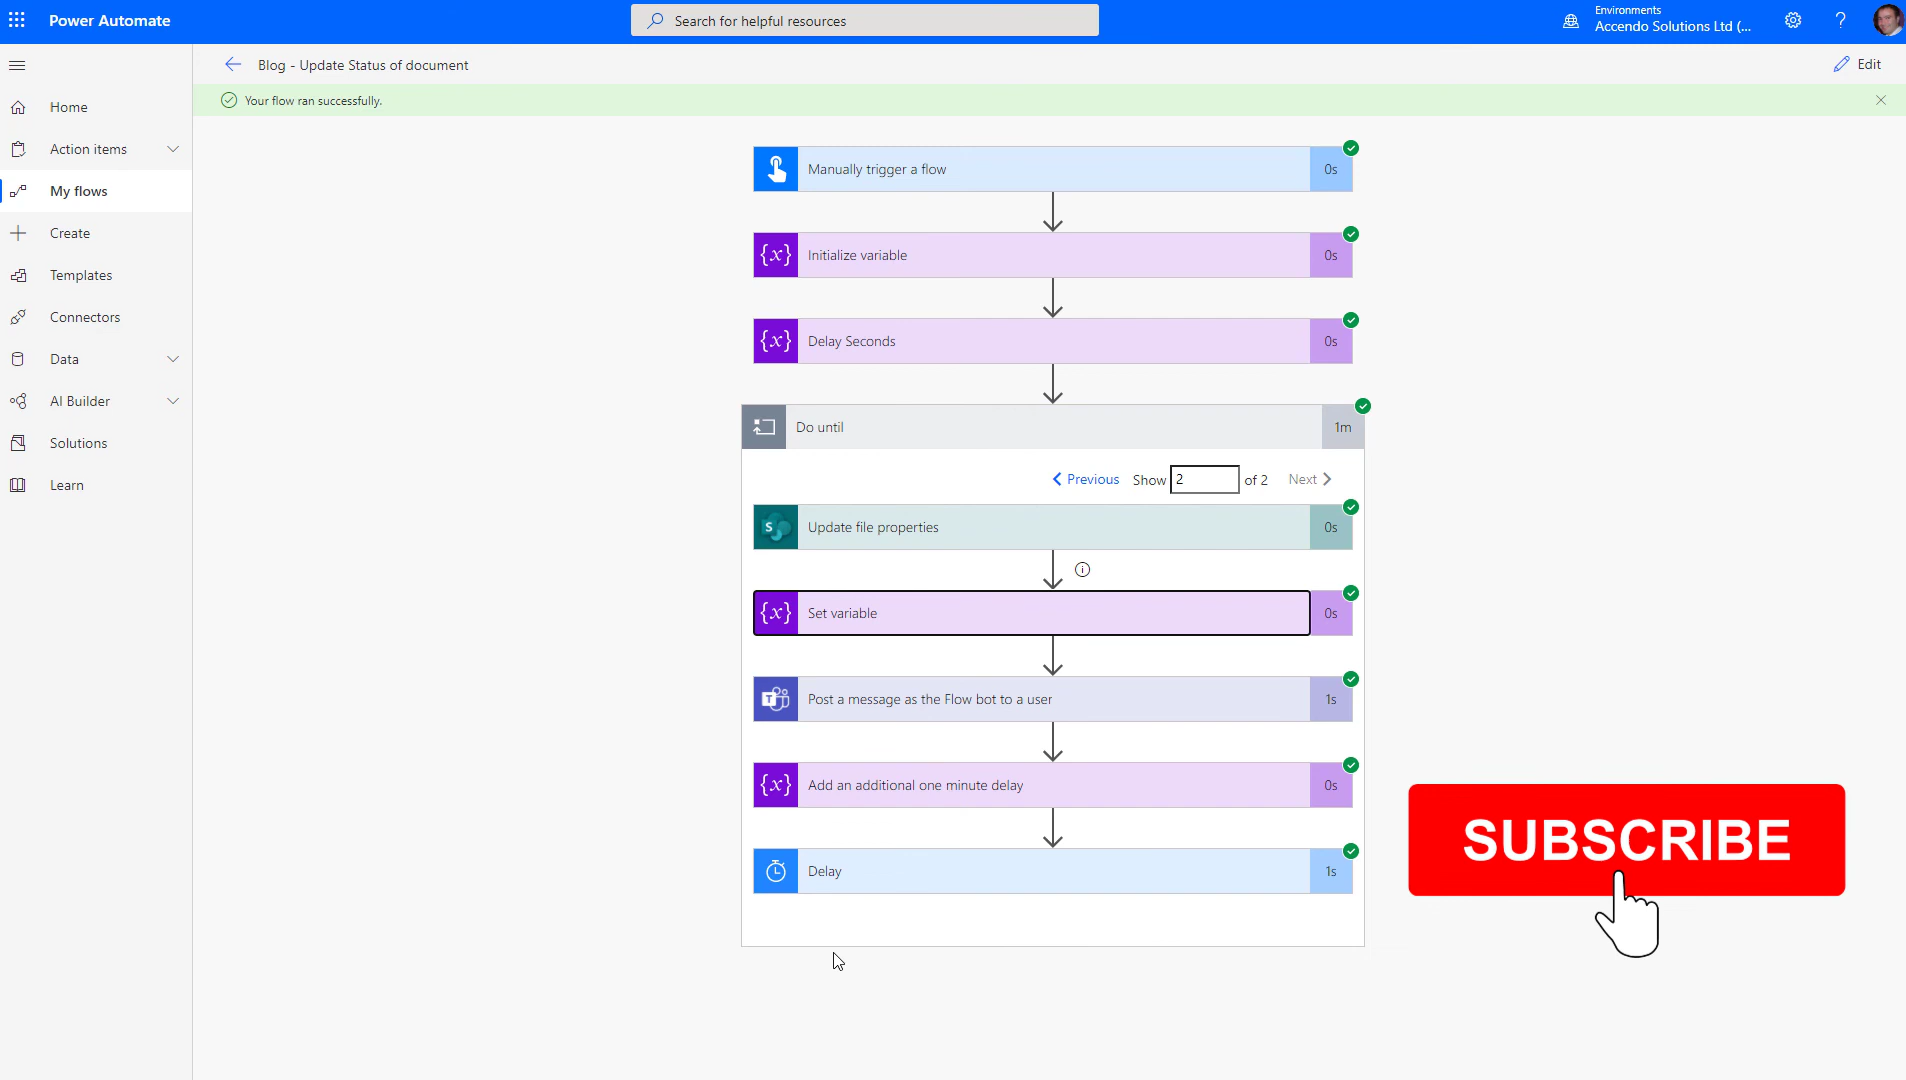 Power Automate
Search for helpful resources
Environments
Accendo Solutions Ltd (...
Blog - Update Status of document
Edit
Your flow ran successfully.
Home
Action items
My flows
Create
Templates
Connectors
Data
AI Builder
Solutions
Learn
Manually trigger a flow 0s
{x} Initialize variable 0s
{x} Delay Seconds 0s
Do until 1m
Previous Show 2 of 2 Next
S Update file properties 0s
{x} Set variable 0s
T Post a message as the Flow bot to a user 1s
{x} Add an additional one minute delay 0s
Delay 1s
SUBSCRIBE